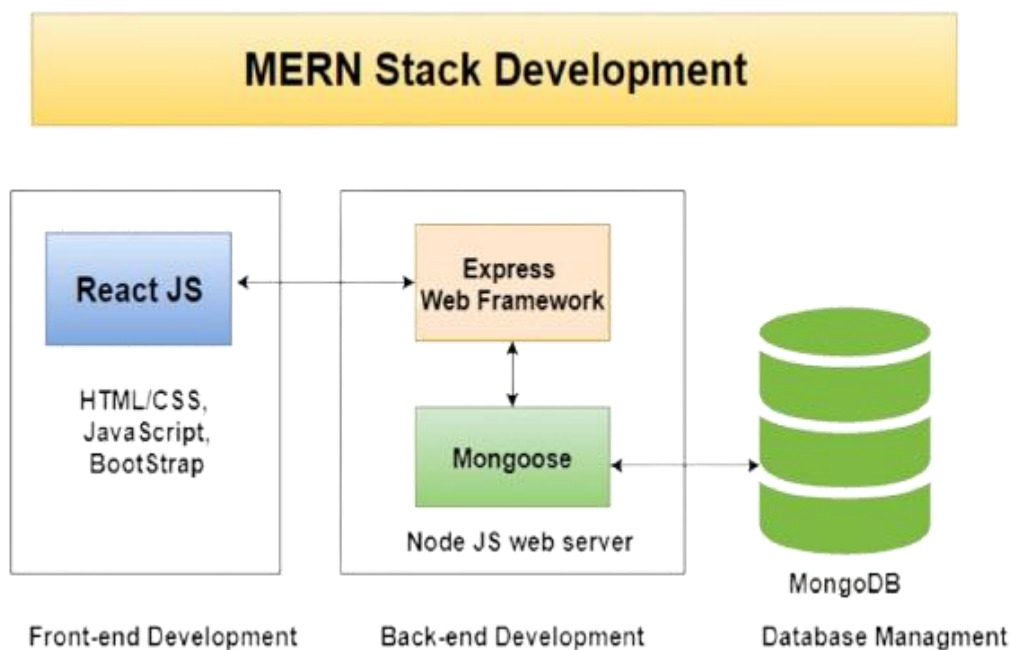 MERN Stack Development
React JS
HTML/CSS,
JavaScript,
BootStrap
Express
Web Framework
Mongoose
Node JS web server
MongoDB
Front-end Development
Back-end Development
Database Managment